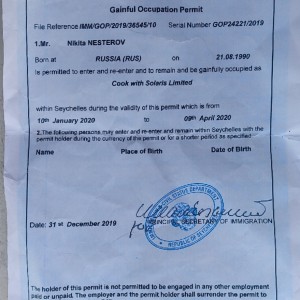 Gainful Occupation Permit
File Reference IMM/GOP/2019/36545/10 Serial Number GOP24221/2019
1.Mr. Nikita NESTEROV
Born at RUSSIA (RUS) on 21.08.1990
Is permitted to enter and re-enter and to remain and be gainfully occupied as
Cook with Solaris Limited
within Seychelles during the validity of this permit which is from
10th January 2020 to 09th April 2020
2.The following persons may enter and re-enter and remain within Seychelles with the
permit holder during the currency of this permit or for a shorter period as specified:
Name Place of Birth Date of Birth
Date: 31st December 2019
PRINCIPAL SECRETARY OF IMMIGRATION
REPUBLIC OF SEYCHELLES
The holder of this permit is not permitted to be engaged in any other employment
paid or unpaid. The employer and the permit holder shall surrender the permit to